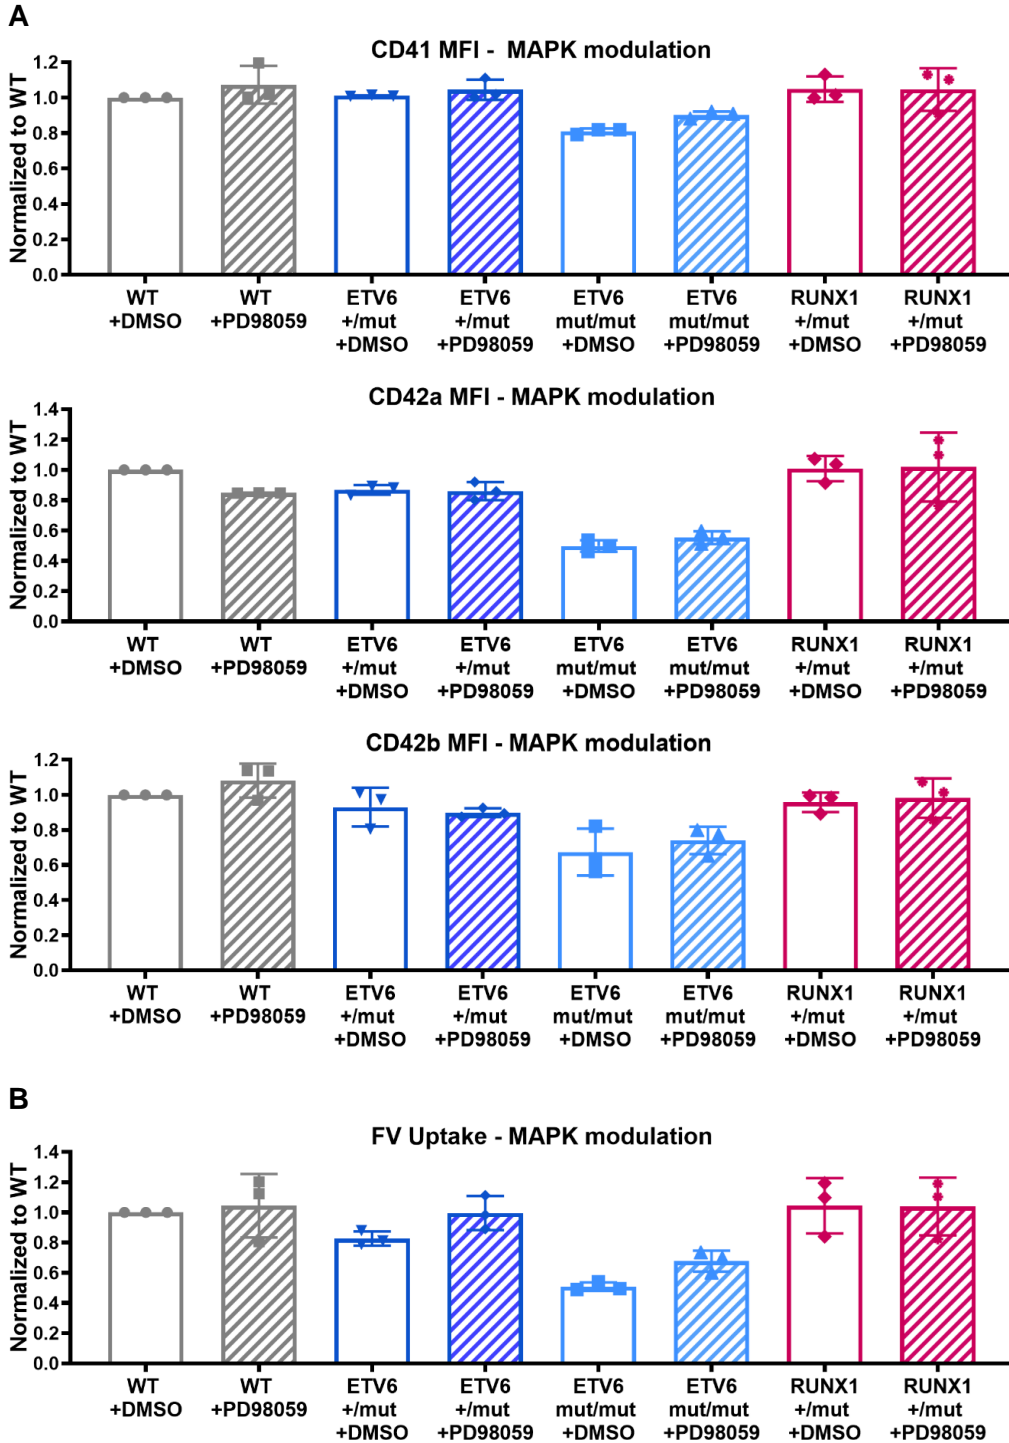 A
CD41 MFI - MAPK modulation
Normalized to WT
1.2
1.0
0.8
0.6
0.4
0.2
0.0
WT
+DMSO
WT
+PD98059
ETV6
+/mut
+DMSO
ETV6
+/mut
+PD98059
ETV6
mut/mut
+DMSO
ETV6
mut/mut
+PD98059
RUNX1
+/mut
+DMSO
RUNX1
+/mut
+PD98059
CD42a MFI - MAPK modulation
Normalized to WT
1.4
1.2
1.0
0.8
0.6
0.4
0.2
0.0
WT
+DMSO
WT
+PD98059
ETV6
+/mut
+DMSO
ETV6
+/mut
+PD98059
ETV6
mut/mut
+DMSO
ETV6
mut/mut
+PD98059
RUNX1
+/mut
+DMSO
RUNX1
+/mut
+PD98059
CD42b MFI - MAPK modulation
Normalized to WT
1.2
1.0
0.8
0.6
0.4
0.2
0.0
WT
+DMSO
WT
+PD98059
ETV6
+/mut
+DMSO
ETV6
+/mut
+PD98059
ETV6
mut/mut
+DMSO
ETV6
mut/mut
+PD98059
RUNX1
+/mut
+DMSO
RUNX1
+/mut
+PD98059
B
FV Uptake - MAPK modulation
Normalized to WT
1.4
1.2
1.0
0.8
0.6
0.4
0.2
0.0
WT
+DMSO
WT
+PD98059
ETV6
+/mut
+DMSO
ETV6
+/mut
+PD98059
ETV6
mut/mut
+DMSO
ETV6
mut/mut
+PD98059
RUNX1
+/mut
+DMSO
RUNX1
+/mut
+PD98059